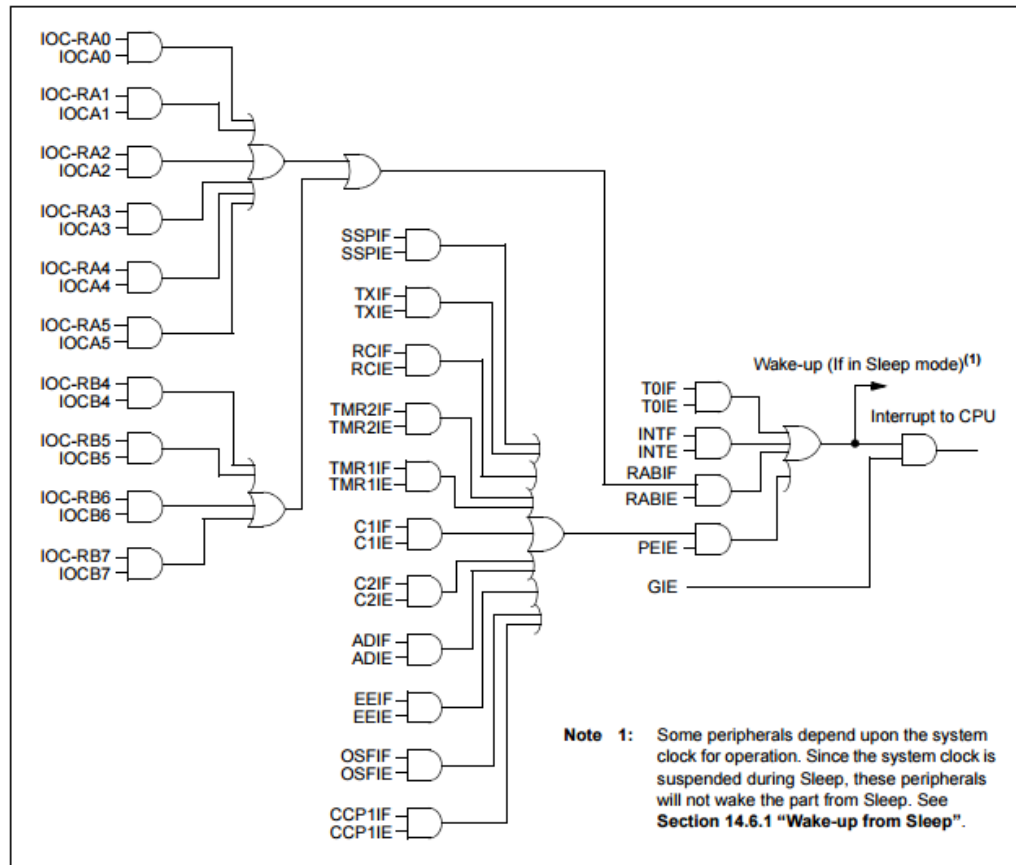 IOC-RA0
IOCA0
IOC-RA1
IOCA1
IOC-RA2
IOCA2
IOC-RA3
IOCA3
IOC-RA4
IOCA4
IOC-RA5
IOCA5
IOC-RB4
IOCB4
IOC-RB5
IOCB5
IOC-RB6
IOCB6
IOC-RB7
IOCB7
SSPIF
SSPIE
TXIF
TXIE
RCIF
RCIE
TMR2IF
TMR2IE
TMR1IF
TMR1IE
C1IF
C1IE
C2IF
C2IE
ADIF
ADIE
EEIF
EEIE
OSFIF
OSFIE
CCP1IF
CCP1IE
Wake-up (If in Sleep mode)(1)
T0IF
T0IE
Interrupt to CPU
INTF
INTE
RABIF
RABIE
PEIE
GIE
Note 1: Some peripherals depend upon the system
clock for operation. Since the system clock is
suspended during Sleep, these peripherals
will not wake the part from Sleep. See
Section 14.6.1 “Wake-up from Sleep”.